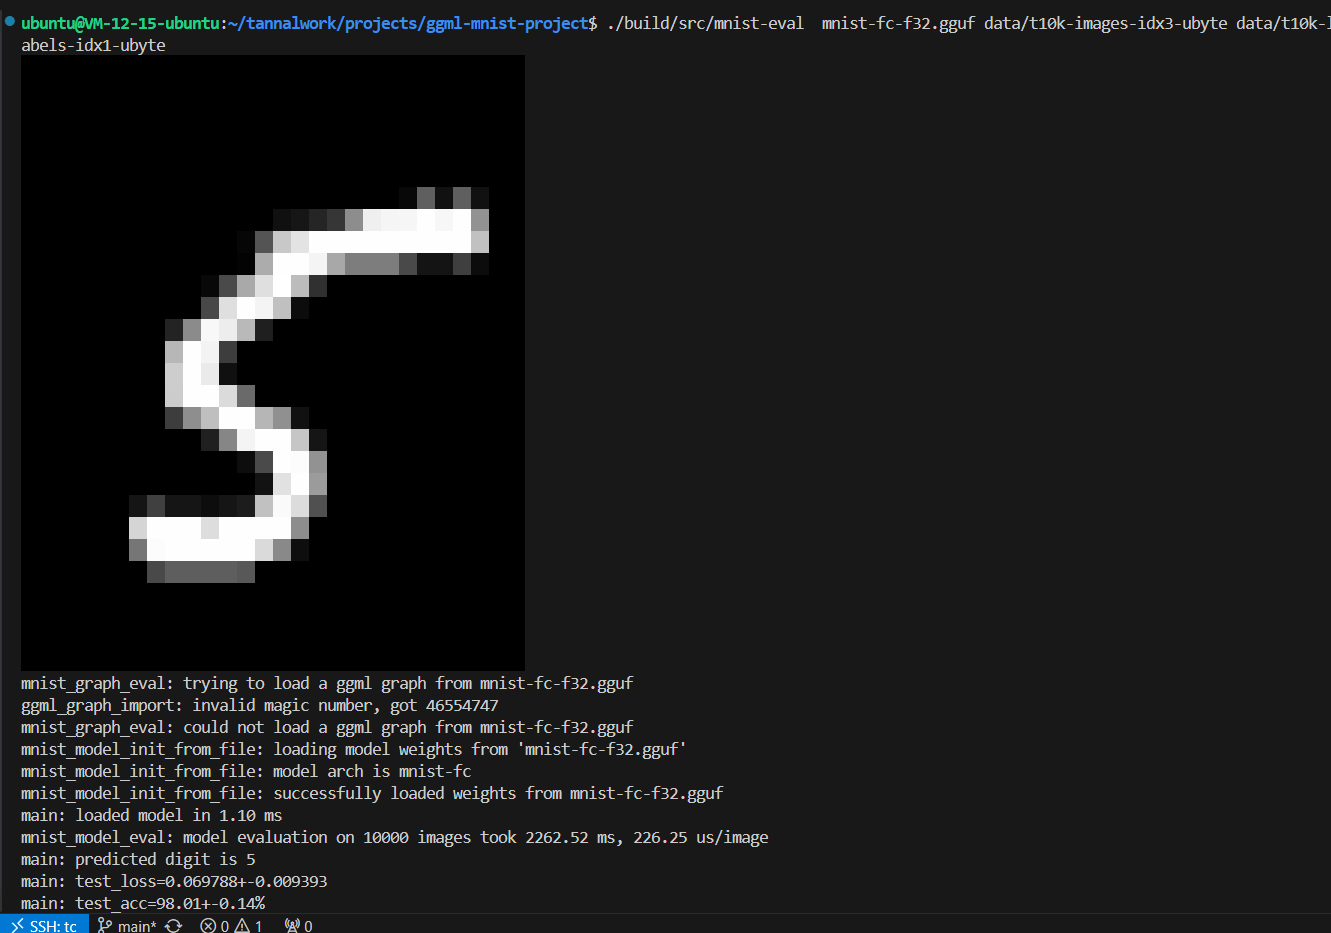 ubuntu@VM-12-15-ubuntu:~/tannalwork/projects/ggml-mnist-project$ ./build/src/mnist-eval  mnist-fc-f32.gguf data/t10k-images-idx3-ubyte data/t10k-l
abels-idx1-ubyte
mnist_graph_eval: trying to load a ggml graph from mnist-fc-f32.gguf
ggml_graph_import: invalid magic number, got 46554747
mnist_graph_eval: could not load a ggml graph from mnist-fc-f32.gguf
mnist_model_init_from_file: loading model weights from 'mnist-fc-f32.gguf'
mnist_model_init_from_file: model arch is mnist-fc
mnist_model_init_from_file: successfully loaded weights from mnist-fc-f32.gguf
main: loaded model in 1.10 ms
mnist_model_eval: model evaluation on 10000 images took 2262.52 ms, 226.25 us/image
main: predicted digit is 5
main: test_loss=0.069788+-0.009393
main: test_acc=98.01+-0.14%
SSH: tc main* 0 1 0